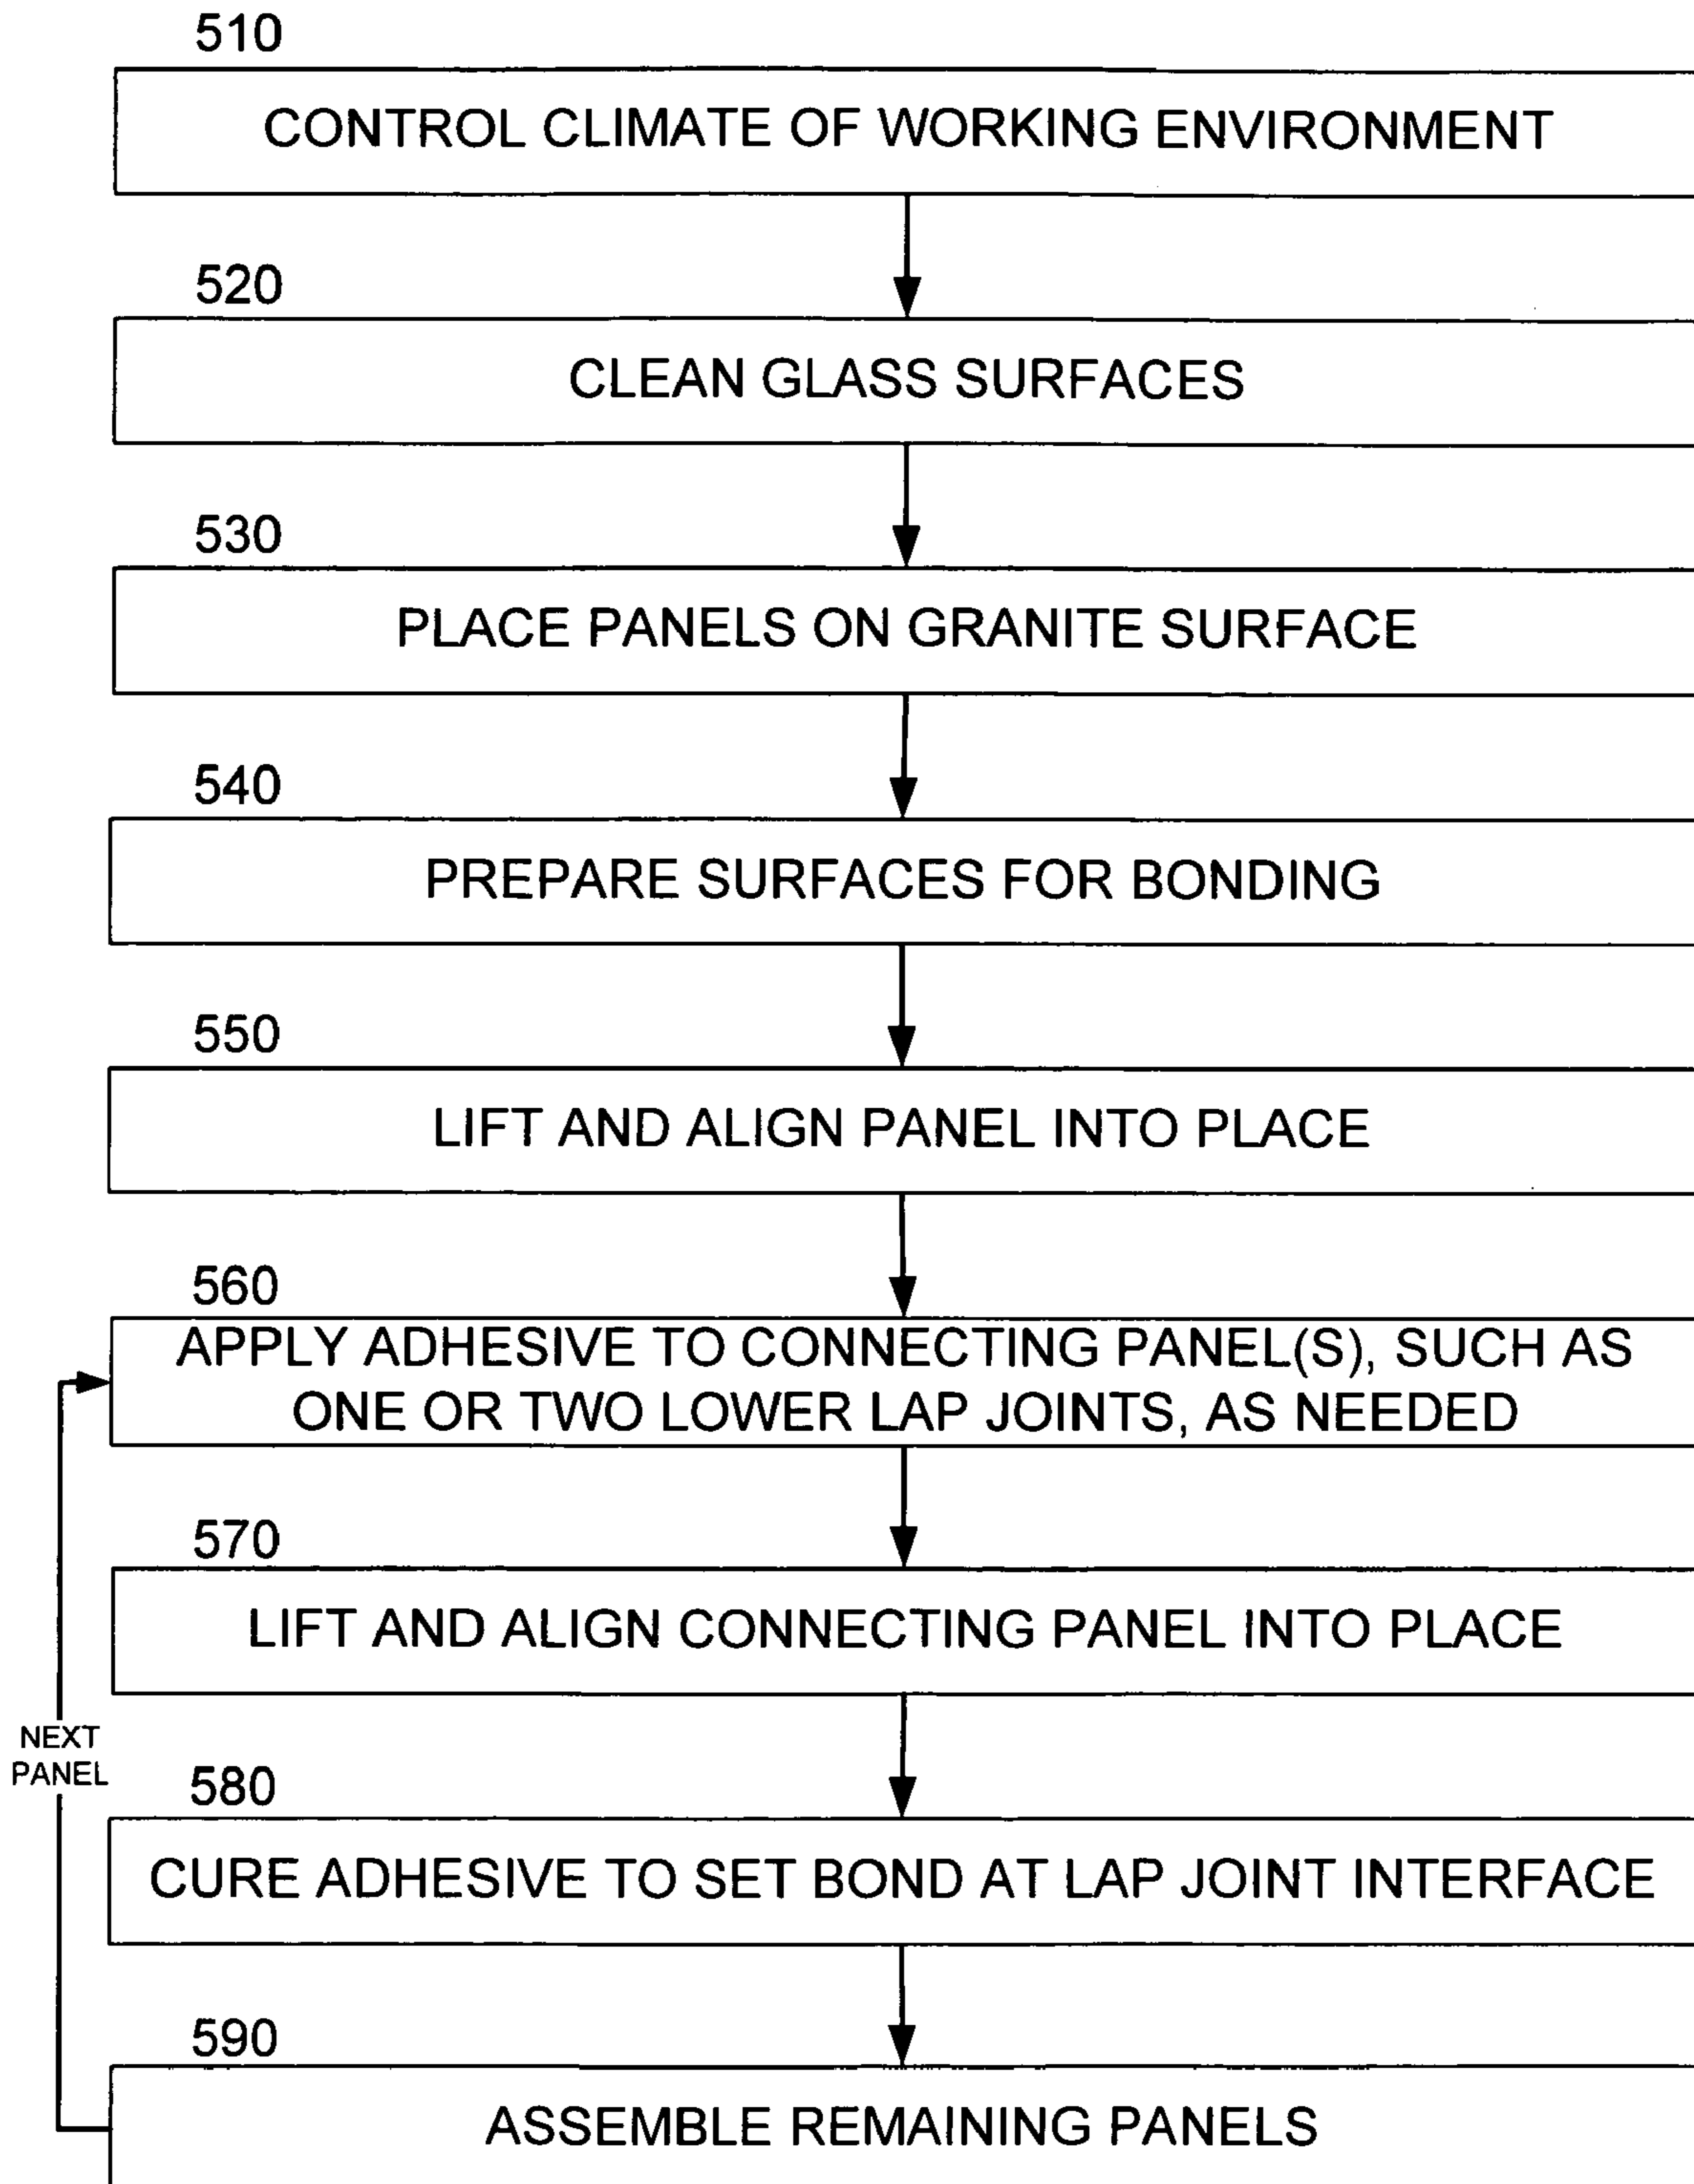 510
CONTROL CLIMATE OF WORKING ENVIRONMENT
520
CLEAN GLASS SURFACES
530
PLACE PANELS ON GRANITE SURFACE
540
PREPARE SURFACES FOR BONDING
550
LIFT AND ALIGN PANEL INTO PLACE
560
APPLY ADHESIVE TO CONNECTING PANEL(S), SUCH AS
ONE OR TWO LOWER LAP JOINTS, AS NEEDED
570
LIFT AND ALIGN CONNECTING PANEL INTO PLACE
NEXT
PANEL
580
CURE ADHESIVE TO SET BOND AT LAP JOINT INTERFACE
590
ASSEMBLE REMAINING PANELS